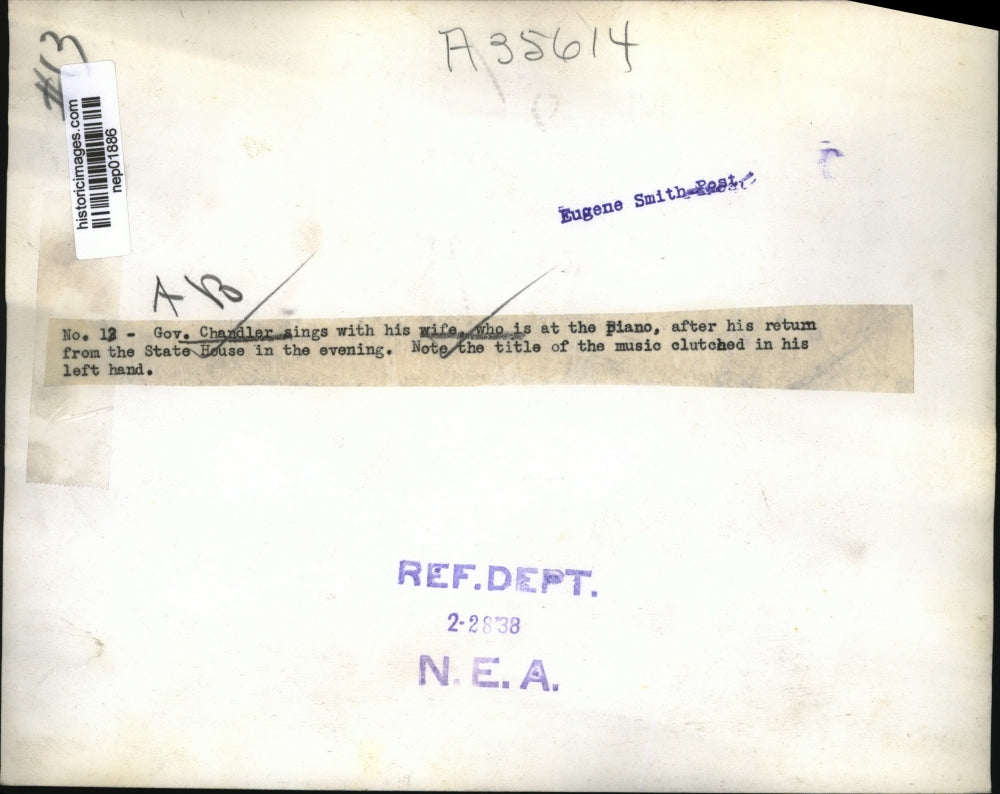 #13
A35614
historicimages.com
nep01886
Eugene Smith-Post
A B
No. 13 - Gov. Chandler sings with his wife, who is at the piano, after his return
from the State House in the evening. Note the title of the music clutched in his
left hand.
REF.DEPT.
2-28'38
N.E.A.